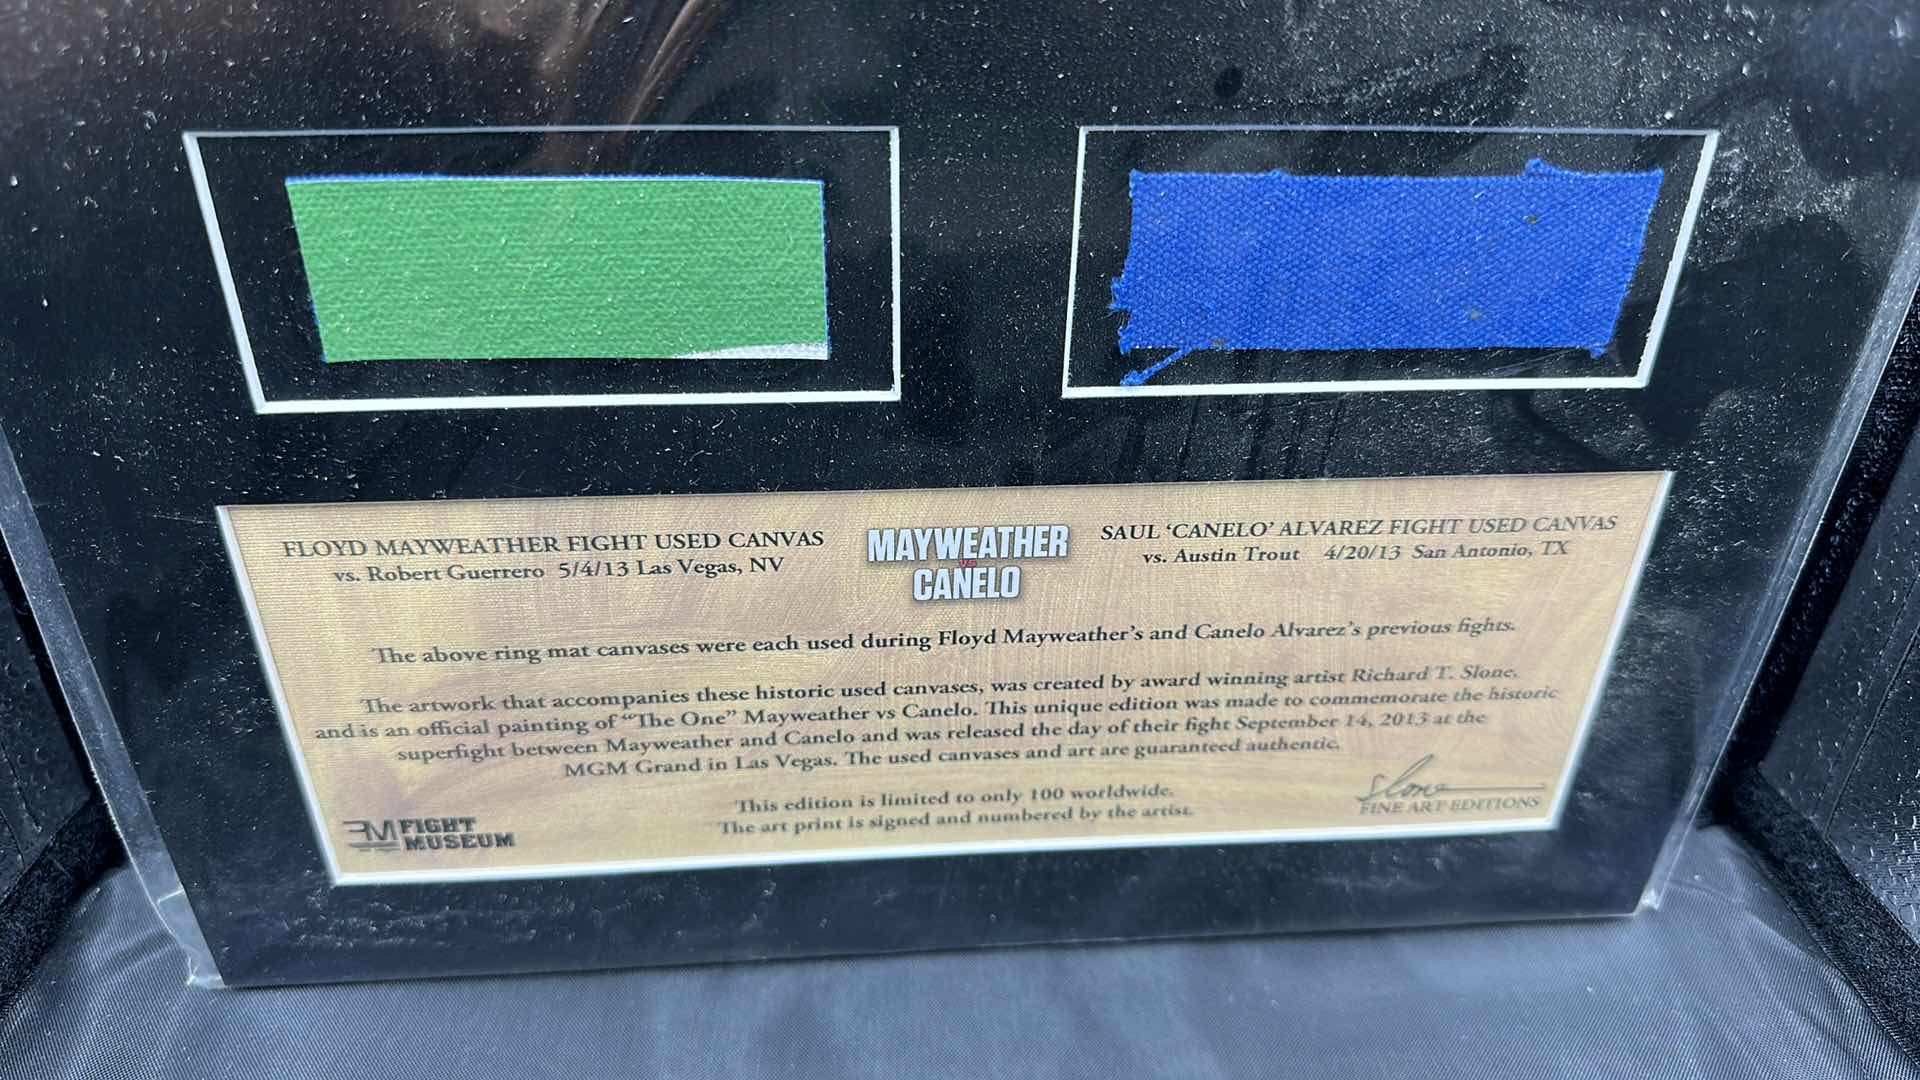 FLOYD MAYWEATHER FIGHT USED CANVAS
vs. Robert Guerrero 5/4/13 Las Vegas, NV
MAYWEATHER
VS
CANELO
SAUL ‘CANELO’ ALVAREZ FIGHT USED CANVAS
vs. Austin Trout 4/20/13 San Antonio, TX
The above ring mat canvases were each used during Floyd Mayweather’s and Canelo Alvarez’s previous fights.
The artwork that accompanies these historic used canvases, was created by award winning artist Richard T. Slone,
and is an official painting of “The One” Mayweather vs Canelo. This unique edition was made to commemorate the historic
superfight between Mayweather and Canelo and was released the day of their fight September 14, 2013 at the
MGM Grand in Las Vegas. The used canvases and art are guaranteed authentic.
This edition is limited to only 100 worldwide.
The art print is signed and numbered by the artist.
FM FIGHT
MUSEUM
Slone
FINE ART EDITIONS